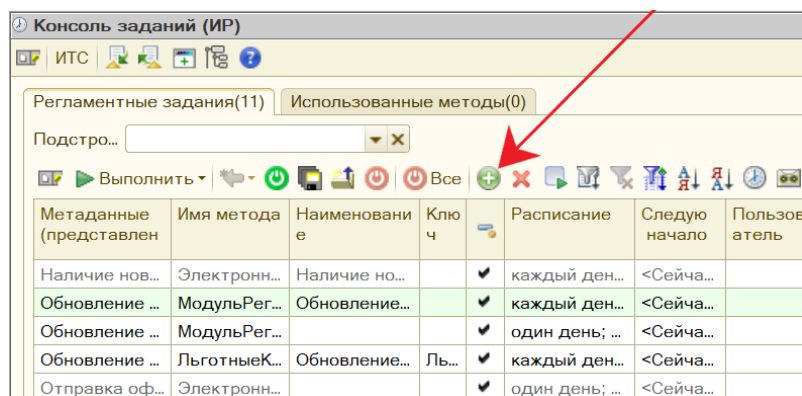 Консоль заданий (ИР)
ИТС
Регламентные задания(11) Использованные методы(0)
Подстро...
Выполнить Все
Метаданные (представлен Имя метода Наименовани е Клю ч Расписание Следую начало Пользов атель
Наличие нов... Электронн... Наличие но... каждый ден... <Сейча...
Обновление ... МодульРег... Обновление... каждый ден... <Сейча...
Обновление ... МодульРег... один день; ... <Сейча...
Обновление ... ЛьготныеК... Обновление... Ль... каждый ден... <Сейча...
Отправка оф... Электронн... один день; ... <Сейча...